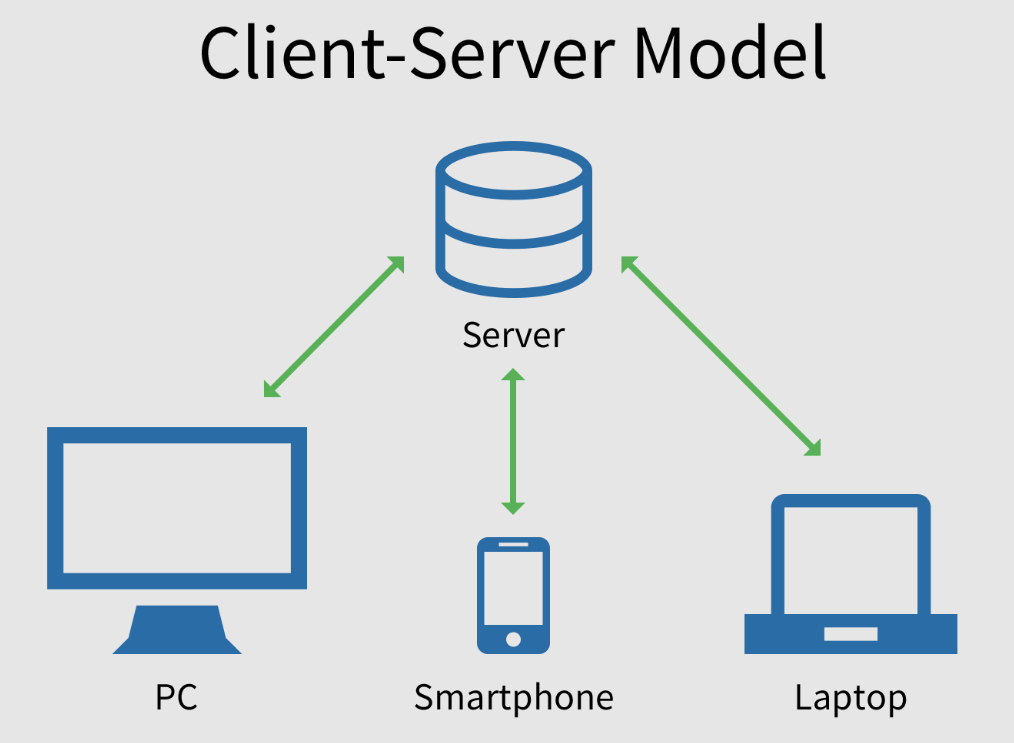 Client-Server Model
Server
PC
Smartphone
Laptop